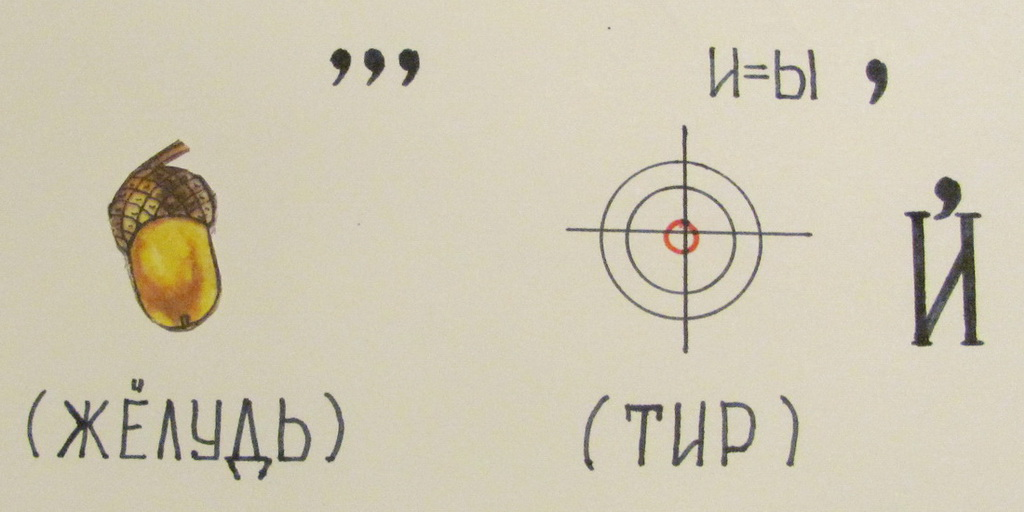 ,,, И=Ы ,
Й
(ЖЁЛУДЬ) (ТИР)